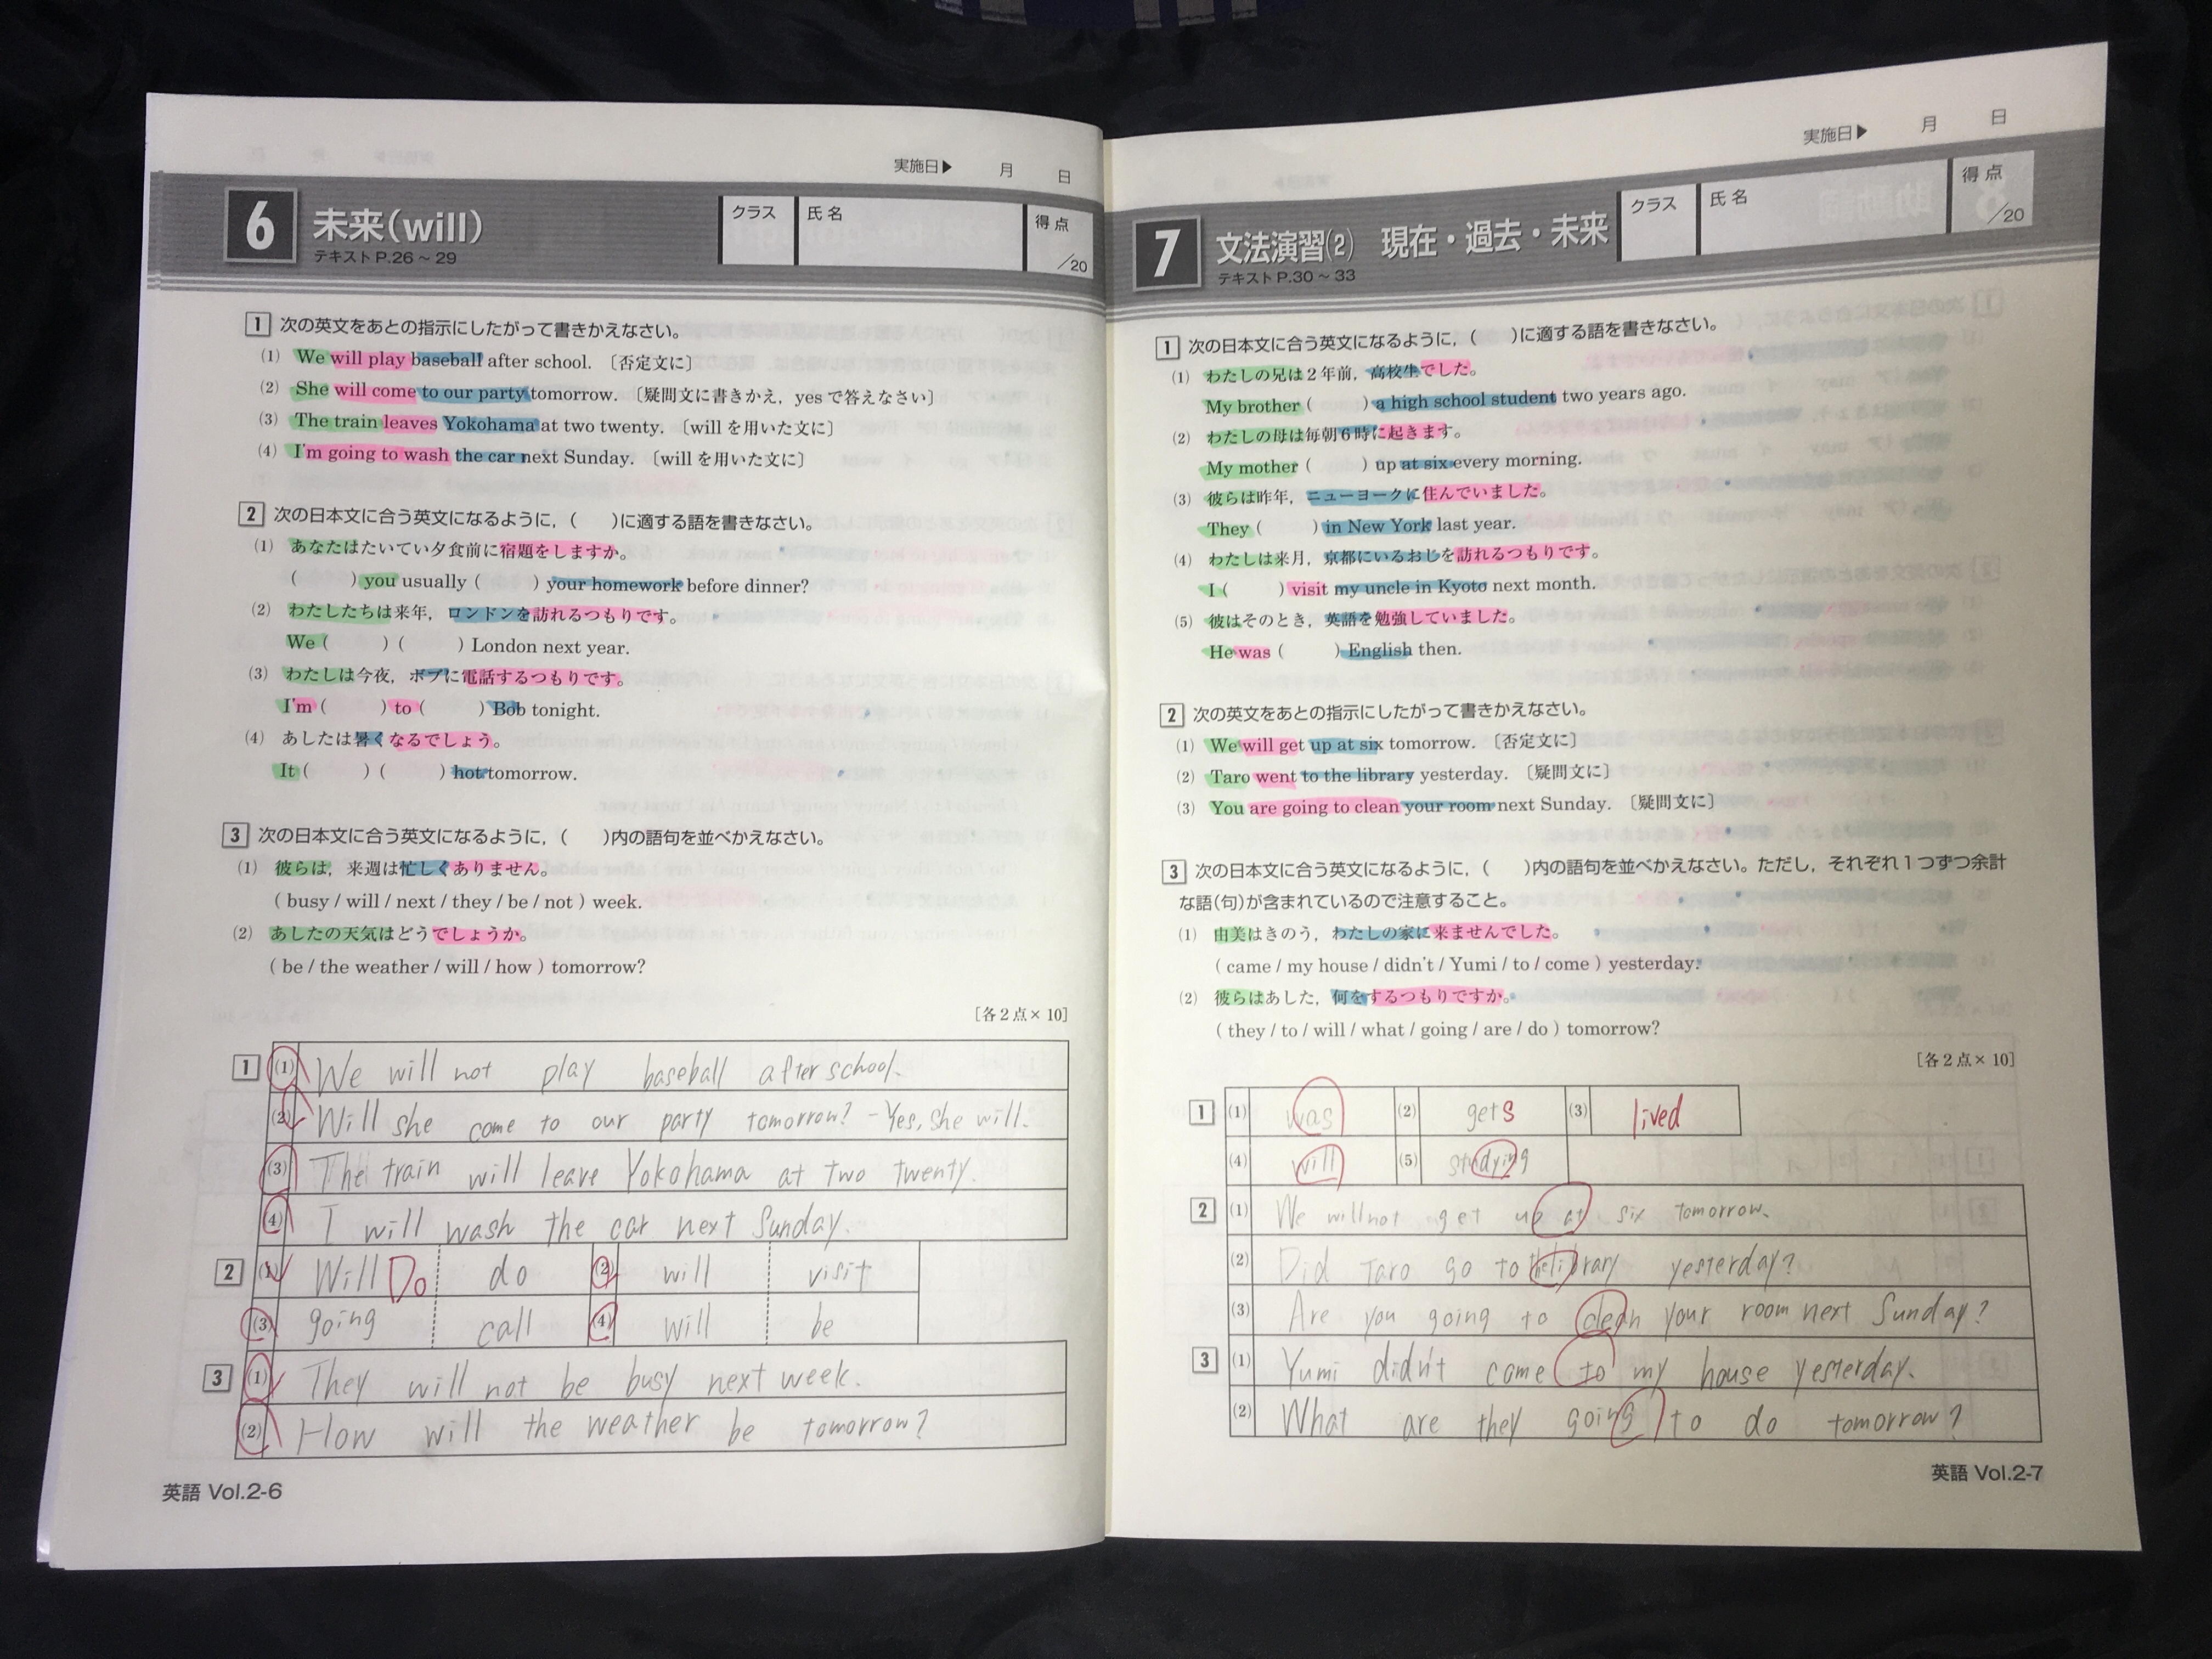 実施日▶ 月 日
6 未来(will) クラス 氏名 得点
テキストP.26～29 ／20
1 次の英文をあとの指示にしたがって書きかえなさい。
(1) We will play baseball after school. 〔否定文に〕
(2) She will come to our party tomorrow. 〔疑問文に書きかえ，yesで答えなさい〕
(3) The train leaves Yokohama at two twenty. 〔willを用いた文に〕
(4) I'm going to wash the car next Sunday. 〔willを用いた文に〕
2 次の日本文に合う英文になるように，( )に適する語を書きなさい。
(1) あなたはたいてい夕食前に宿題をしますか。
( ) you usually ( ) your homework before dinner?
(2) わたしたちは来年，ロンドンを訪れるつもりです。
We ( ) ( ) London next year.
(3) わたしは今夜，ボブに電話するつもりです。
I'm ( ) to ( ) Bob tonight.
(4) あしたは暑くなるでしょう。
It ( ) ( ) hot tomorrow.
3 次の日本文に合う英文になるように，( )内の語句を並べかえなさい。
(1) 彼らは，来週は忙しくありません。
( busy / will / next / they / be / not ) week.
(2) あしたの天気はどうでしょうか。
( be / the weather / will / how ) tomorrow?
[各2点×10]
1 (1) We will not play baseball after school.
(2) Will she come to our party tomorrow? - Yes, she will.
(3) The train will leave Yokohama at two twenty.
(4) I will wash the car next Sunday.
2 (1) Will Do do (2) will visit
(3) going call (4) will be
3 (1) They will not be busy next week.
(2) How will the weather be tomorrow?
英語 Vol.2-6
実施日▶ 月 日
7 文法演習(2) 現在・過去・未来 クラス 氏名 得点
テキストP.30～33 ／20
1 次の日本文に合う英文になるように，( )に適する語を書きなさい。
(1) わたしの兄は2年前，高校生でした。
My brother ( ) a high school student two years ago.
(2) わたしの母は毎朝6時に起きます。
My mother ( ) up at six every morning.
(3) 彼らは昨年，ニューヨークに住んでいました。
They ( ) in New York last year.
(4) わたしは来月，京都にいるおじを訪れるつもりです。
I ( ) visit my uncle in Kyoto next month.
(5) 彼はそのとき，英語を勉強していました。
He was ( ) English then.
2 次の英文をあとの指示にしたがって書きかえなさい。
(1) We will get up at six tomorrow. 〔否定文に〕
(2) Taro went to the library yesterday. 〔疑問文に〕
(3) You are going to clean your room next Sunday. 〔疑問文に〕
3 次の日本文に合う英文になるように，( )内の語句を並べかえなさい。ただし，それぞれ1つずつ余計
な語(句)が含まれているので注意すること。
(1) 由美はきのう，わたしの家に来ませんでした。
( came / my house / didn't / Yumi / to / come ) yesterday.
(2) 彼らはあした，何をするつもりですか。
( they / to / will / what / going / are / do ) tomorrow?
[各2点×10]
1 (1) was (2) gets (3) lived
(4) will (5) studying
2 (1) We will not get up at six tomorrow.
(2) Did Taro go to the library yesterday?
(3) Are you going to clean your room next Sunday?
3 (1) Yumi didn't come to my house yesterday.
(2) What are they going to do tomorrow?
英語 Vol.2-7